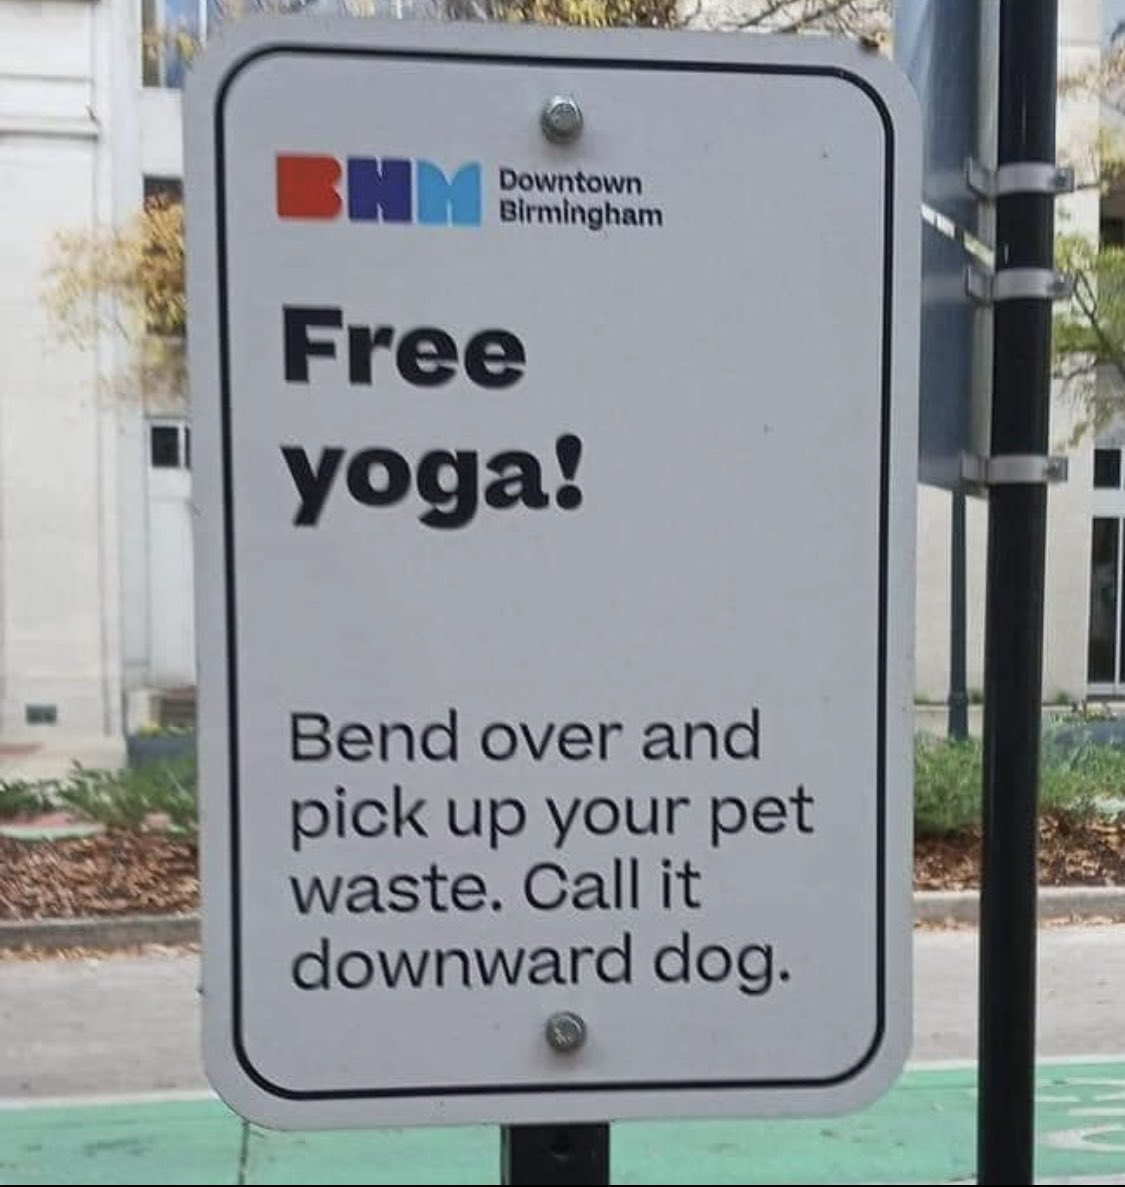 BHM Downtown
Birmingham
Free
yoga!
Bend over and
pick up your pet
waste. Call it
downward dog.